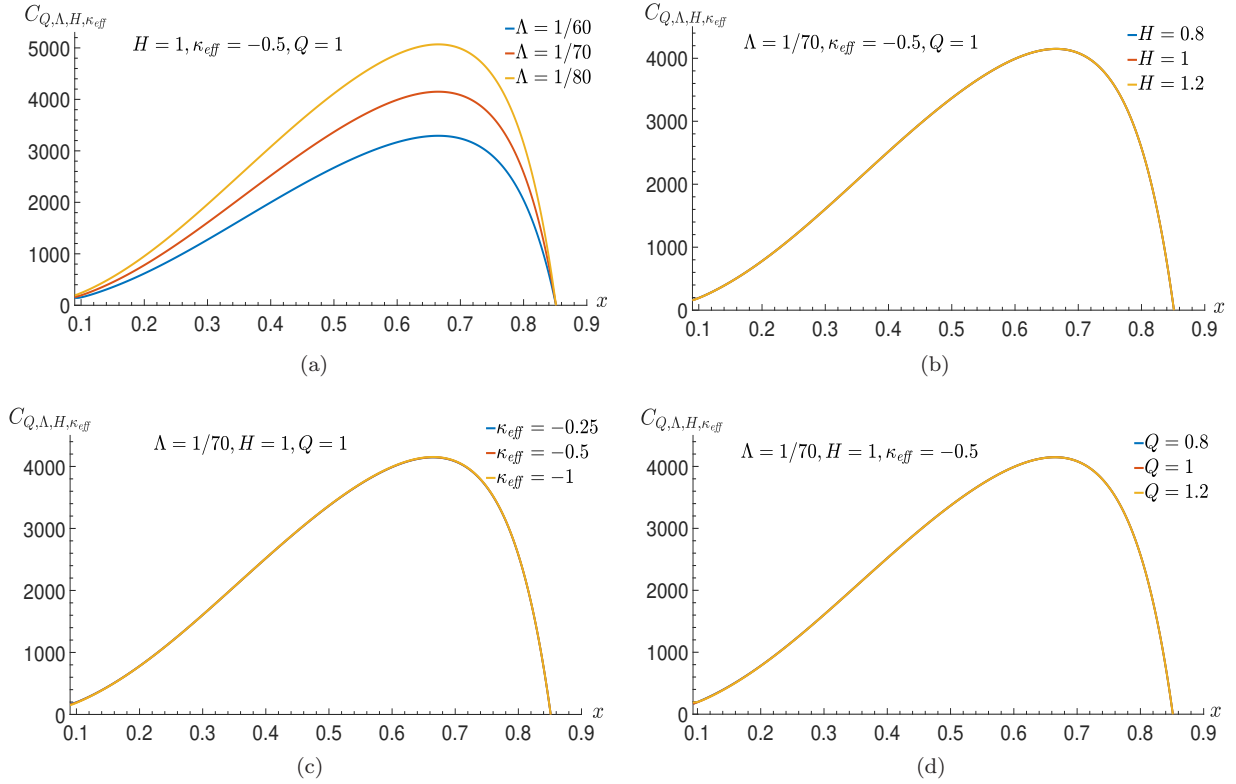 C_{Q,Λ,H,κ_{eff}}
H = 1, κ_{eff} = −0.5, Q = 1
Λ = 1/60
Λ = 1/70
Λ = 1/80
5000
4000
3000
2000
1000
0
0.1 0.2 0.3 0.4 0.5 0.6 0.7 0.8 0.9
x
(a)
C_{Q,Λ,H,κ_{eff}}
Λ = 1/70, κ_{eff} = −0.5, Q = 1
H = 0.8
H = 1
H = 1.2
4000
3000
2000
1000
0
0.1 0.2 0.3 0.4 0.5 0.6 0.7 0.8 0.9
x
(b)
C_{Q,Λ,H,κ_{eff}}
Λ = 1/70, H = 1, Q = 1
κ_{eff} = −0.25
κ_{eff} = −0.5
κ_{eff} = −1
4000
3000
2000
1000
0
0.1 0.2 0.3 0.4 0.5 0.6 0.7 0.8 0.9
x
(c)
C_{Q,Λ,H,κ_{eff}}
Λ = 1/70, H = 1, κ_{eff} = −0.5
Q = 0.8
Q = 1
Q = 1.2
4000
3000
2000
1000
0
0.1 0.2 0.3 0.4 0.5 0.6 0.7 0.8 0.9
x
(d)